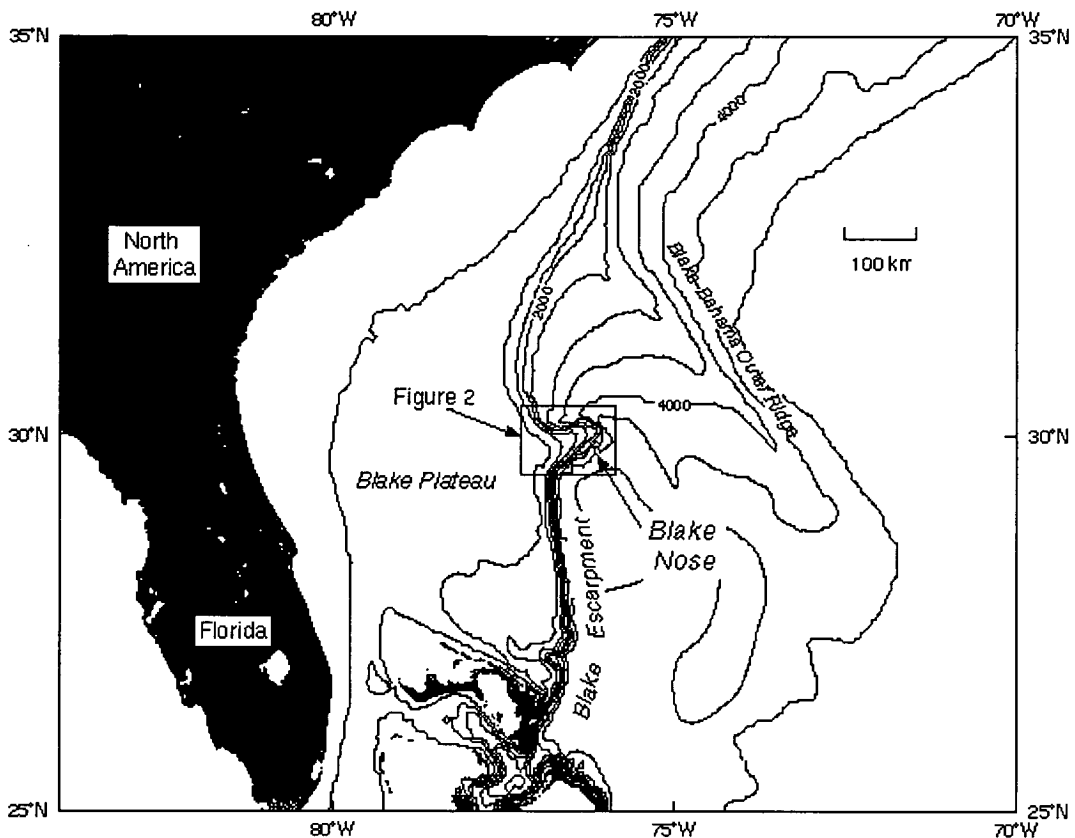 80°W
75°W
70°W
35°N
35°N
2000
4000
North
America
100 km
Blake-Bahama Outer Ridge
2000
Figure 2
4000
30°N
30°N
Blake Plateau
Blake
Nose
Blake Escarpment
Florida
25°N
25°N
80°W
75°W
70°W